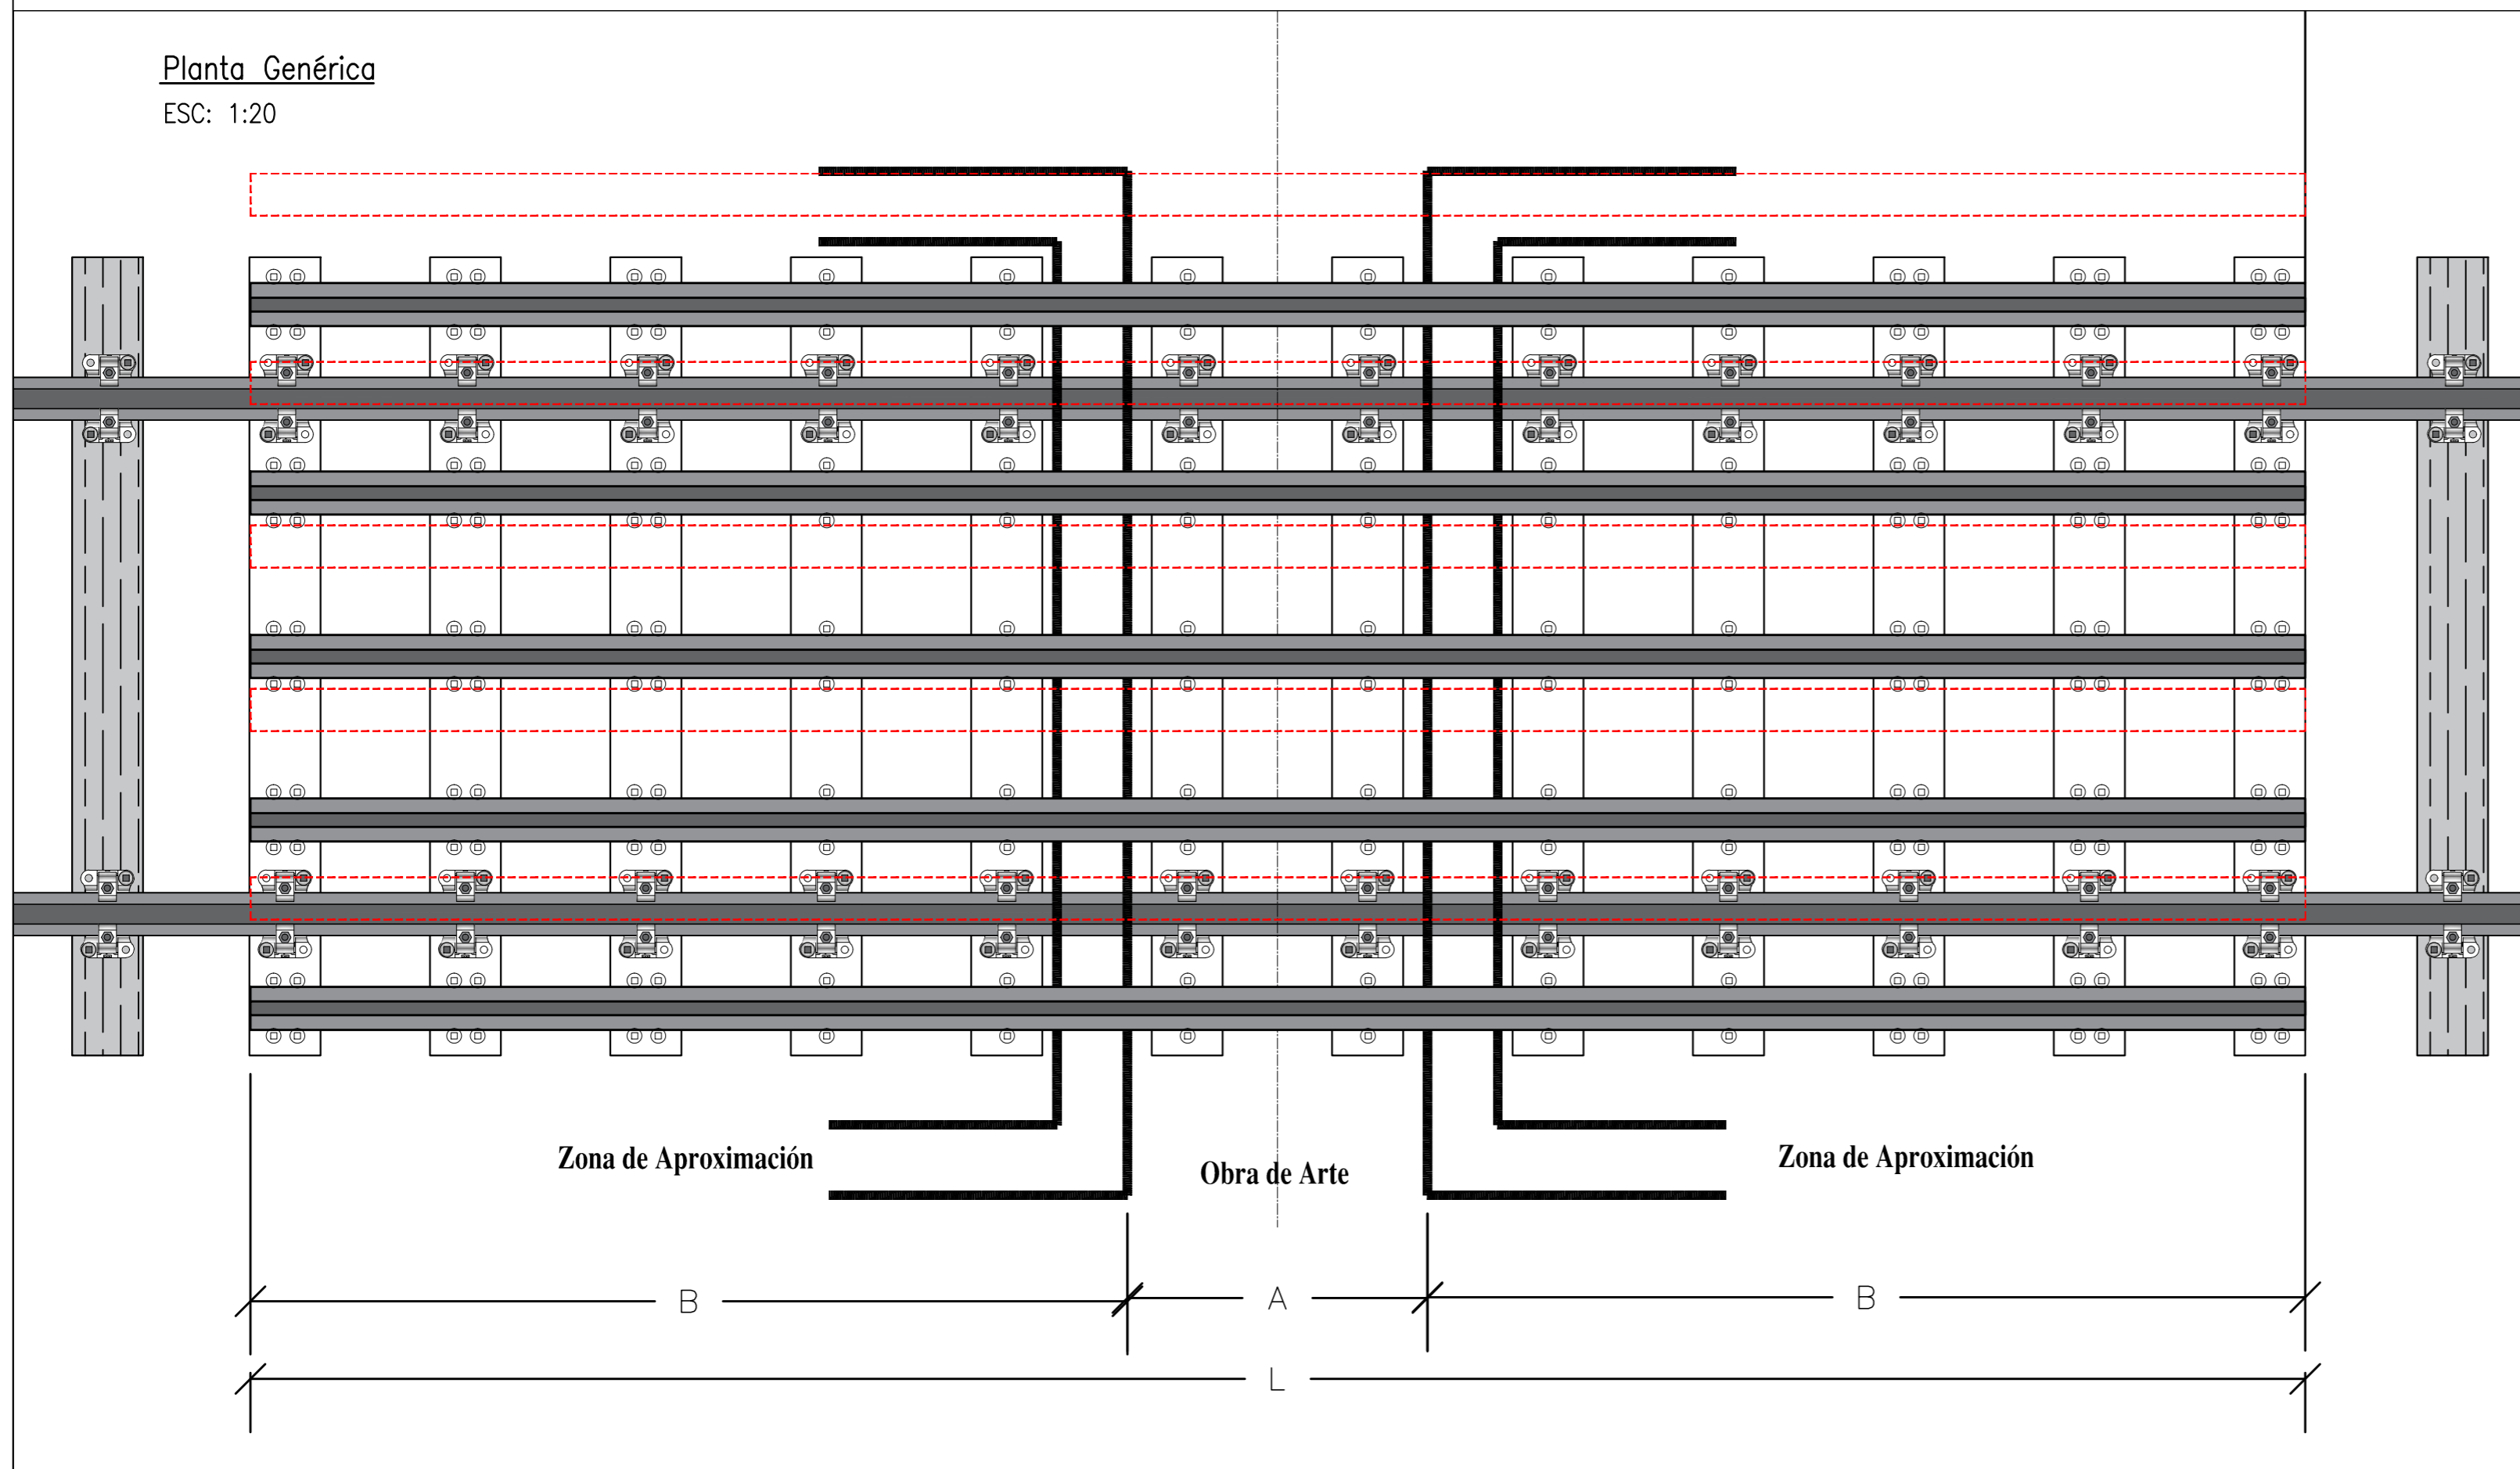 Planta Genérica
ESC: 1:20
Zona de Aproximación
Obra de Arte
Zona de Aproximación
B
A
B
L